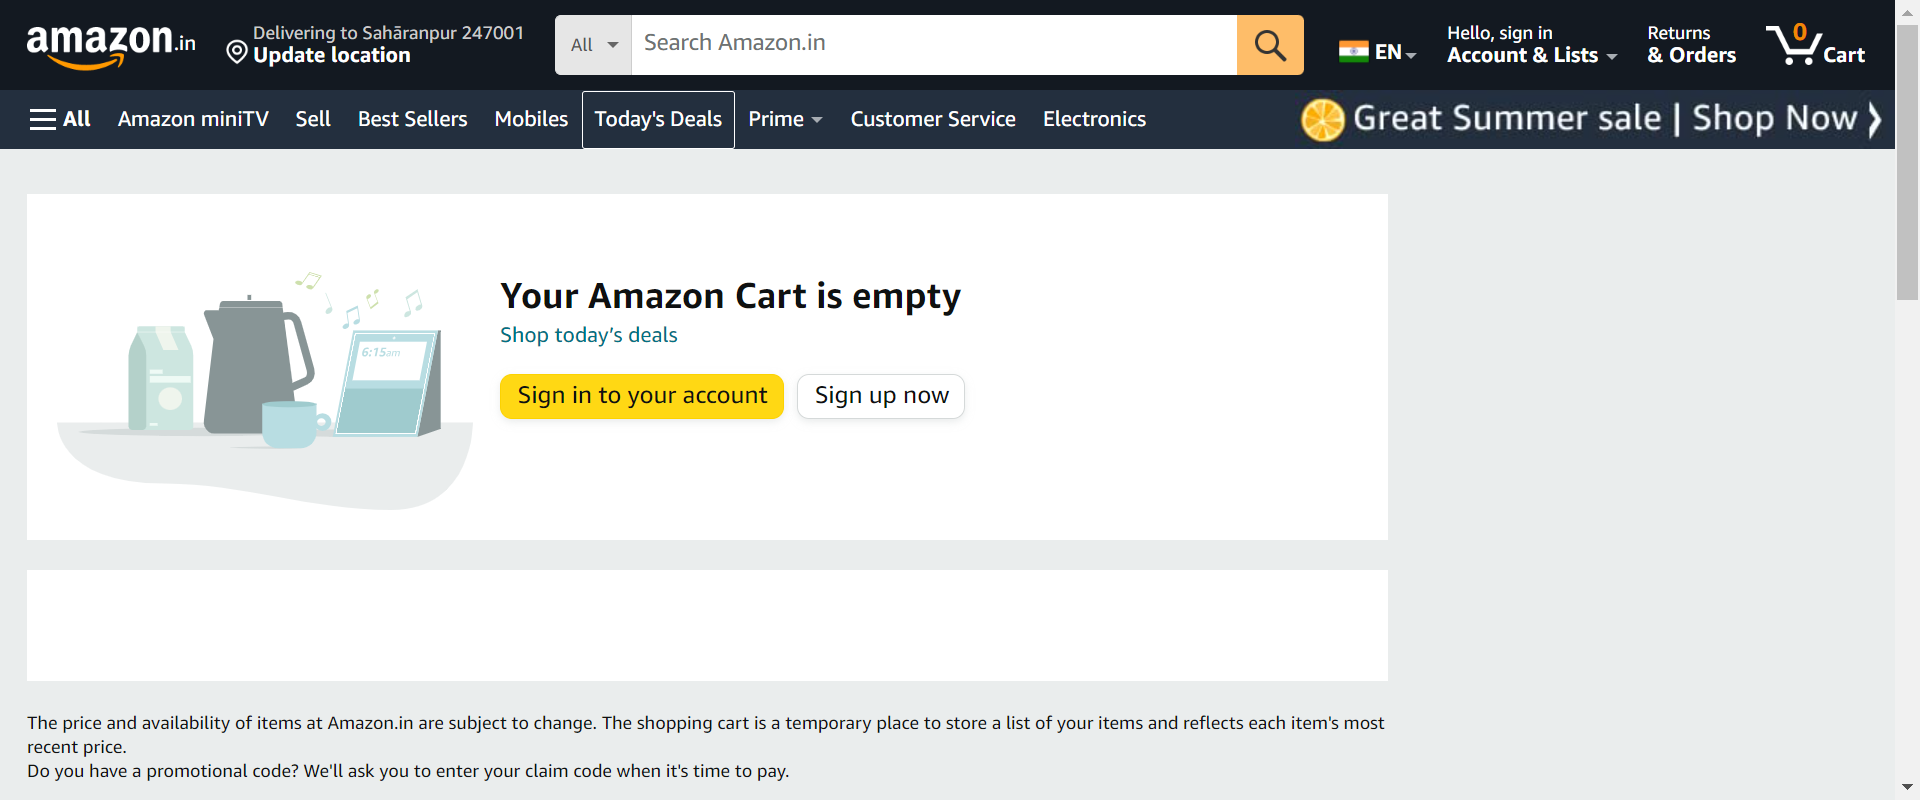 amazon.in
Delivering to Sahāranpur 247001
Update location
All
Search Amazon.in
EN
Hello, sign in
Account & Lists
Returns
& Orders
0
Cart
All
Amazon miniTV
Sell
Best Sellers
Mobiles
Today's Deals
Prime
Customer Service
Electronics
Great Summer sale | Shop Now
6:15am
Your Amazon Cart is empty
Shop today’s deals
Sign in to your account
Sign up now
The price and availability of items at Amazon.in are subject to change. The shopping cart is a temporary place to store a list of your items and reflects each item's most
recent price.
Do you have a promotional code? We'll ask you to enter your claim code when it's time to pay.